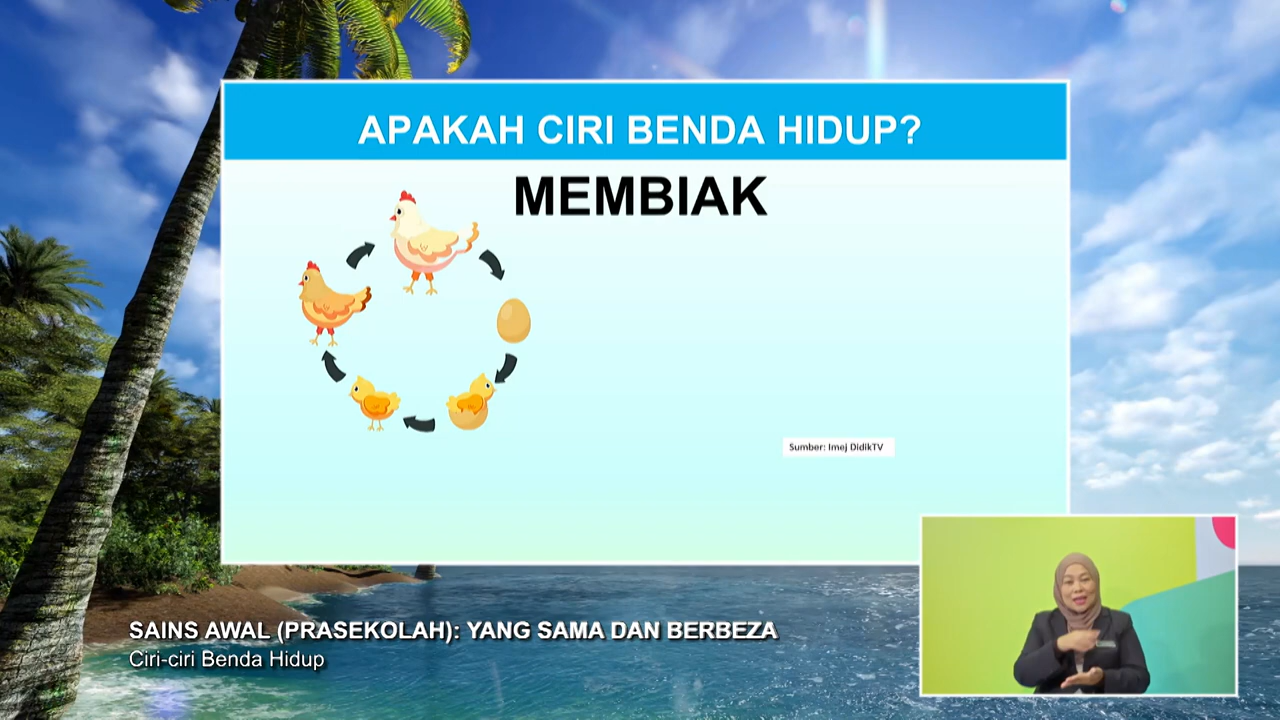 APAKAH CIRI BENDA HIDUP?
MEMBIAK
Sumber: Imej DidikTV
SAINS AWAL (PRASEKOLAH): YANG SAMA DAN BERBEZA
Ciri-ciri Benda Hidup